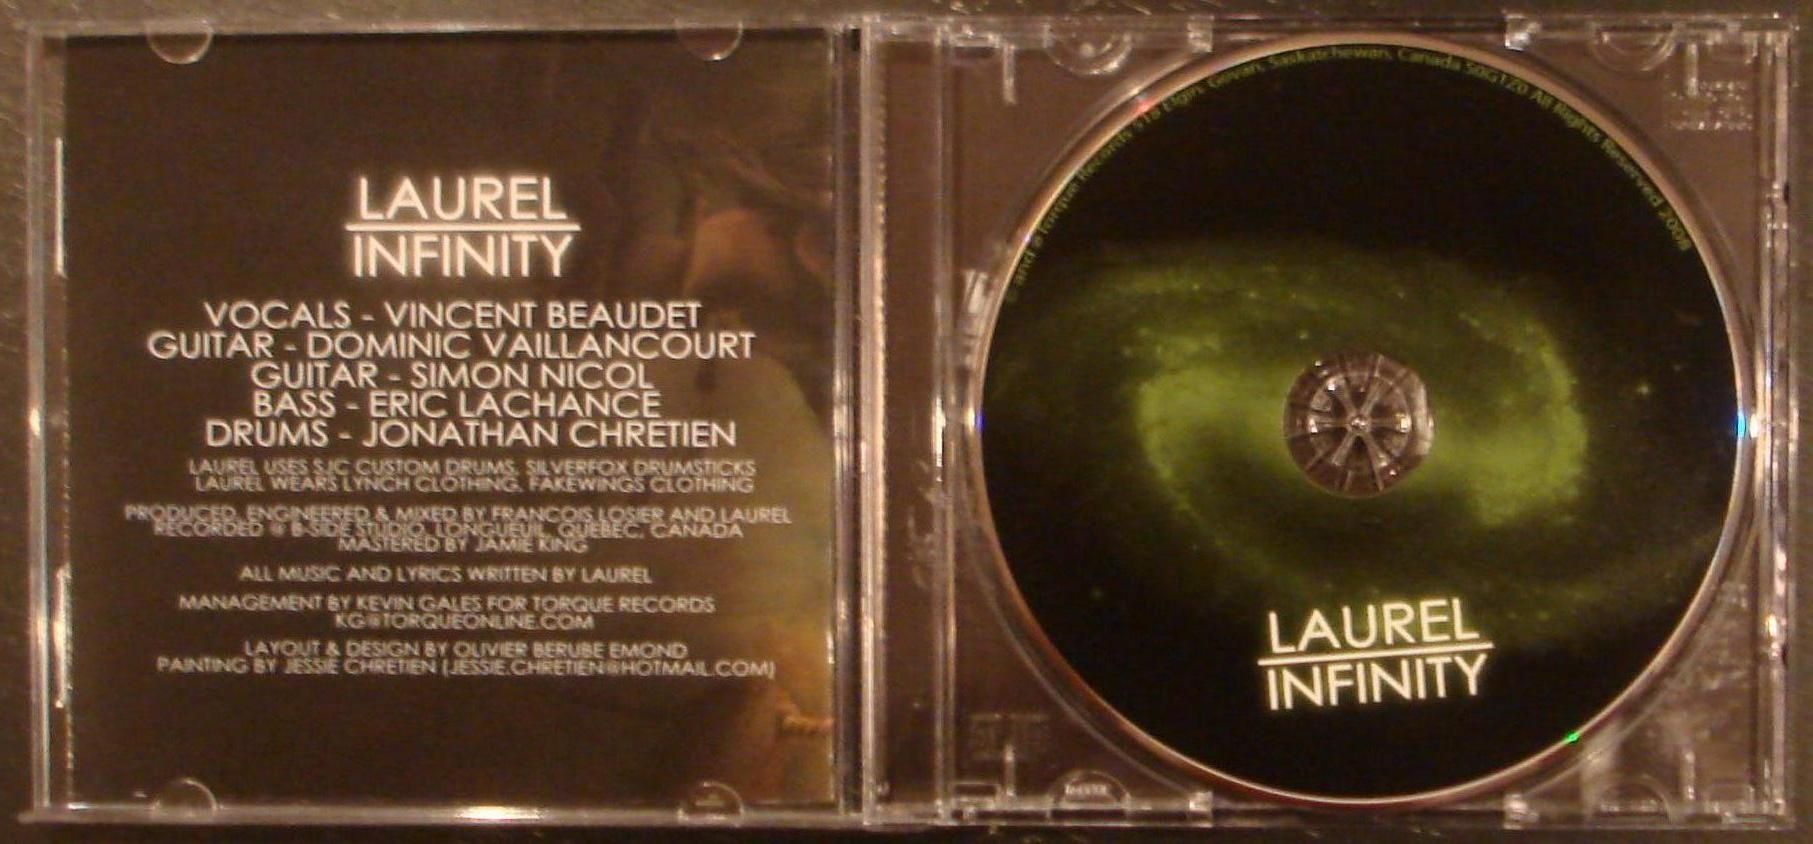 LAUREL
INFINITY
VOCALS - VINCENT BEAUDET
GUITAR - DOMINIC VAILLANCOURT
GUITAR - SIMON NICOL
BASS - ERIC LACHANCE
DRUMS - JONATHAN CHRETIEN
LAUREL USES SJC CUSTOM DRUMS, SILVERFOX DRUMSTICKS
LAUREL WEARS LYNCH CLOTHING, FAKEWINGS CLOTHING
PRODUCED, ENGINEERED & MIXED BY FRANCOIS LOSIER AND LAUREL
RECORDED @ B-SIDE STUDIO, LONGUEUIL, QUEBEC, CANADA
MASTERED BY JAMIE KING
ALL MUSIC AND LYRICS WRITTEN BY LAUREL
MANAGEMENT BY KEVIN GALES FOR TORQUE RECORDS
KG@TORQUEONLINE.COM
LAYOUT & DESIGN BY OLIVIER BERUBE EMOND
PAINTING BY JESSIE CHRETIEN (JESSIE.CHRETIEN@HOTMAIL.COM)
Torque Records 518 Elgin, Govan, Saskatchewan, Canada S0G1Z0 All Rights Reserved 2008
LAUREL
INFINITY